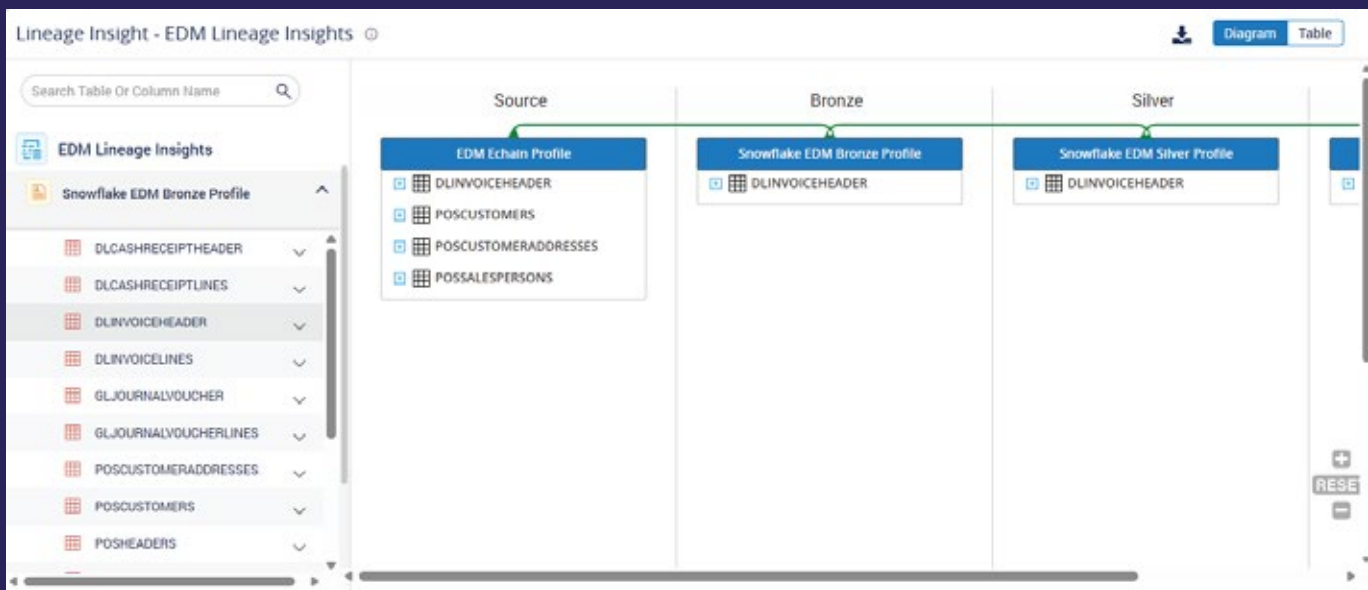 Lineage Insight - EDM Lineage Insights
Diagram
Table
Search Table Or Column Name
EDM Lineage Insights
Snowflake EDM Bronze Profile
DLCASHRECEIPTHEADER
DLCASHRECEIPTLINES
DLINVOICEHEADER
DLINVOICELINES
GLJOURNALVOUCHER
GLJOURNALVOUCHERLINES
POSCUSTOMERADDRESSES
POSCUSTOMERS
POSHEADERS
Source
Bronze
Silver
EDM Echain Profile
DLINVOICEHEADER
POSCUSTOMERS
POSCUSTOMERADDRESSES
POSSALESPERSONS
Snowflake EDM Bronze Profile
DLINVOICEHEADER
Snowflake EDM Silver Profile
DLINVOICEHEADER
RESE